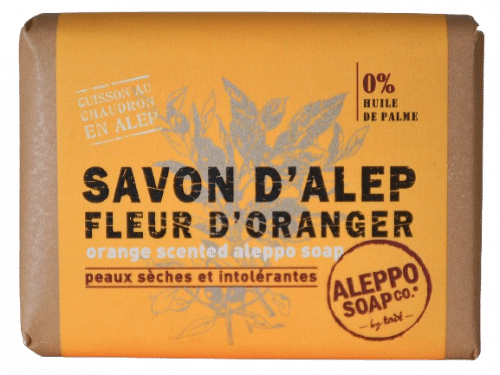 CUISSON AU
CHAUDRON
EN ALEP
0%
HUILE
DE PALME
SAVON D'ALEP
FLEUR D'ORANGER
orange scented aleppo soap
peaux sèches et intolérantes
ALEPPO
SOAP CO.®
by tadé